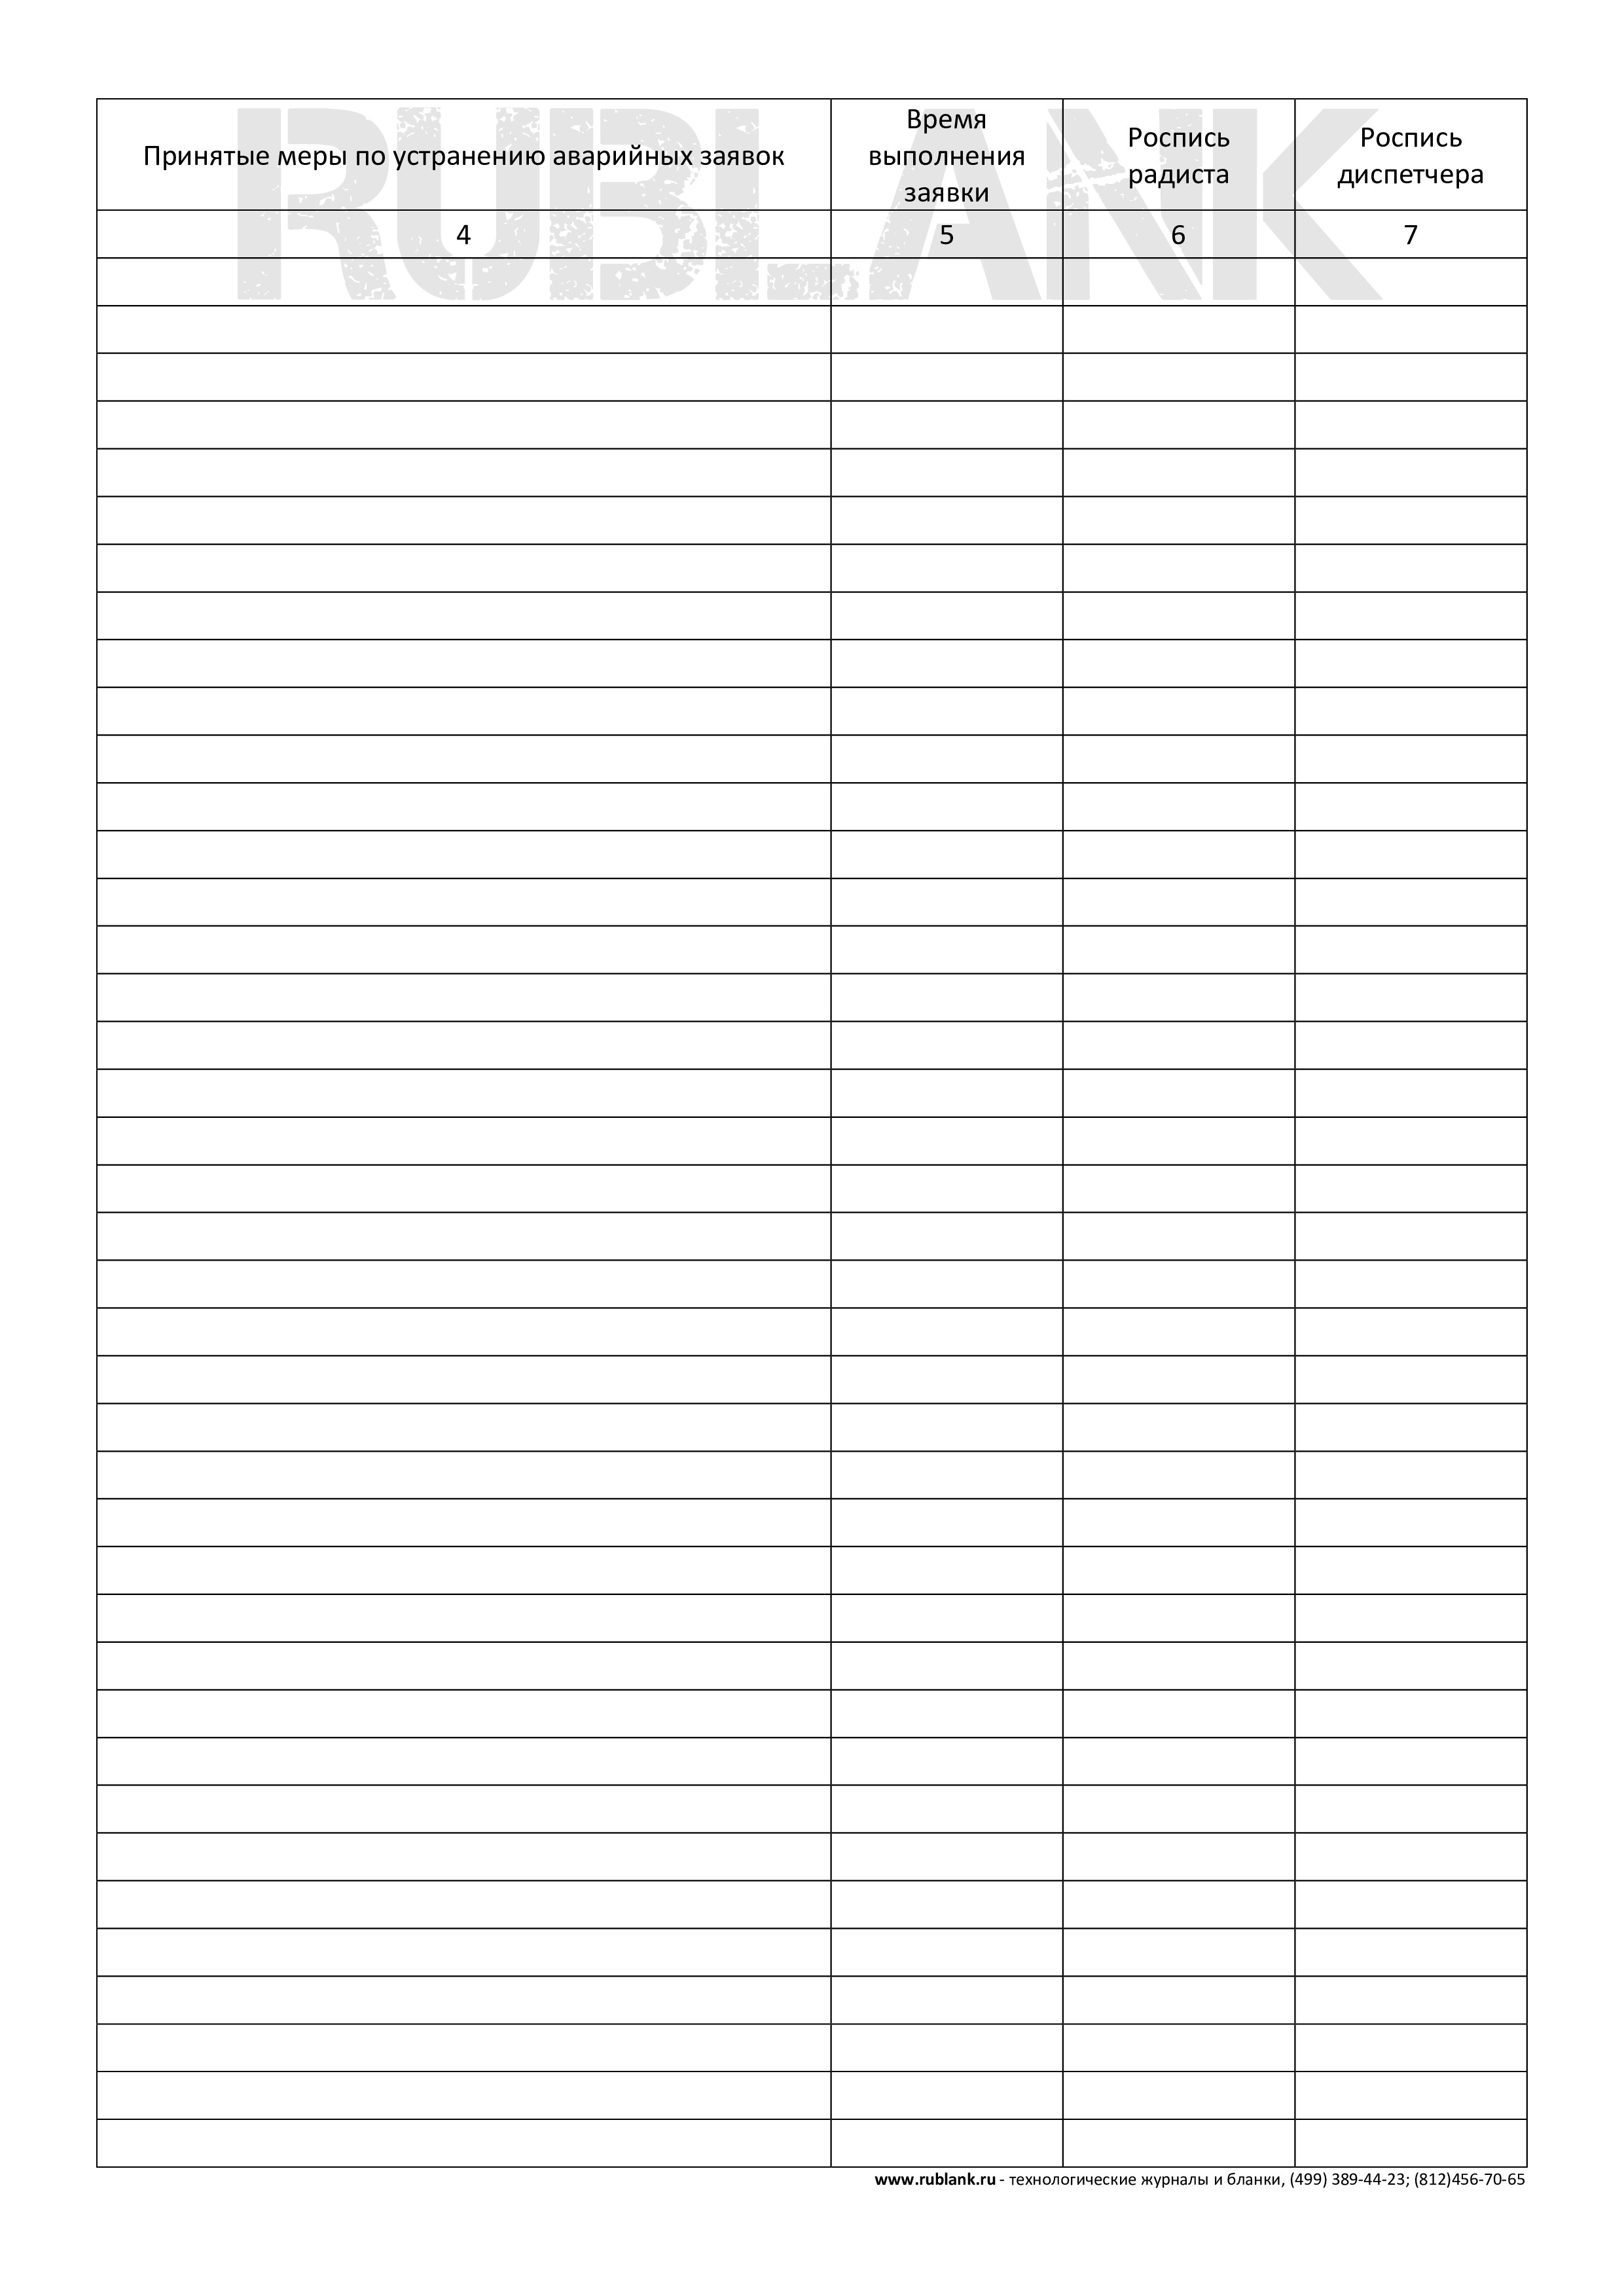 RUBLANK
Принятые меры по устранению аварийных заявок
Время
выполнения
заявки
Роспись
радиста
Роспись
диспетчера
4 5 6 7
www.rublank.ru - технологические журналы и бланки, (499) 389-44-23; (812)456-70-65